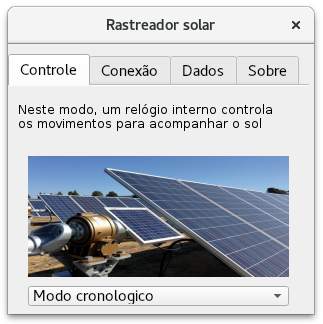 Rastreador solar ×
Controle Conexão Dados Sobre
Neste modo, um relógio interno controla
os movimentos para acompanhar o sol
Modo cronologico